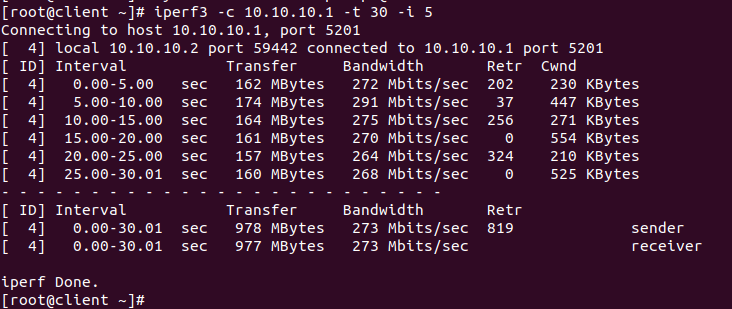 [root@client ~]# iperf3 -c 10.10.10.1 -t 30 -i 5
Connecting to host 10.10.10.1, port 5201
[  4] local 10.10.10.2 port 59442 connected to 10.10.10.1 port 5201
[ ID] Interval           Transfer     Bandwidth       Retr  Cwnd
[  4]   0.00-5.00   sec   162 MBytes   272 Mbits/sec  202    230 KBytes
[  4]   5.00-10.00  sec   174 MBytes   291 Mbits/sec   37    447 KBytes
[  4]  10.00-15.00  sec   164 MBytes   275 Mbits/sec  256    271 KBytes
[  4]  15.00-20.00  sec   161 MBytes   270 Mbits/sec    0    554 KBytes
[  4]  20.00-25.00  sec   157 MBytes   264 Mbits/sec  324    210 KBytes
[  4]  25.00-30.01  sec   160 MBytes   268 Mbits/sec    0    525 KBytes
- - - - - - - - - - - - - - - - - - - - - - - - -
[ ID] Interval           Transfer     Bandwidth       Retr
[  4]   0.00-30.01  sec   978 MBytes   273 Mbits/sec  819             sender
[  4]   0.00-30.01  sec   977 MBytes   273 Mbits/sec                  receiver

iperf Done.
[root@client ~]#